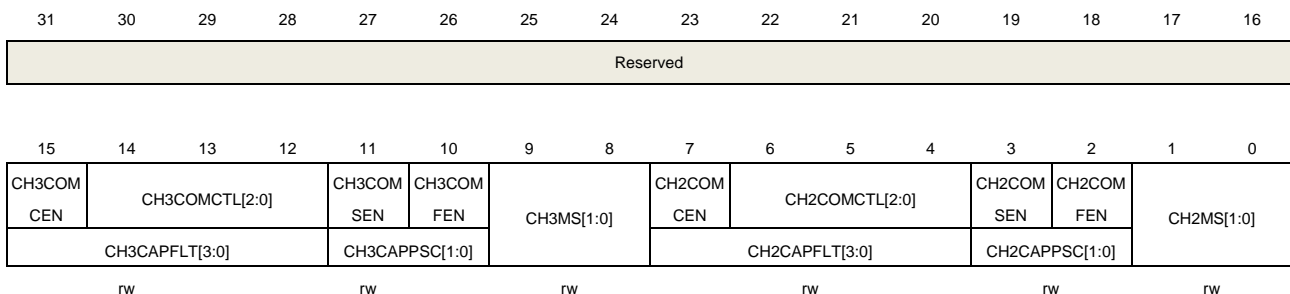 31 30 29 28 27 26 25 24 23 22 21 20 19 18 17 16
Reserved
15 14 13 12 11 10 9 8 7 6 5 4 3 2 1 0
CH3COM CEN CH3COMCTL[2:0] CH3COM SEN CH3COM FEN CH3MS[1:0] CH2COM CEN CH2COMCTL[2:0] CH2COM SEN CH2COM FEN CH2MS[1:0]
CH3CAPFLT[3:0] CH3CAPPSC[1:0] CH2CAPFLT[3:0] CH2CAPPSC[1:0]
rw rw rw rw rw rw